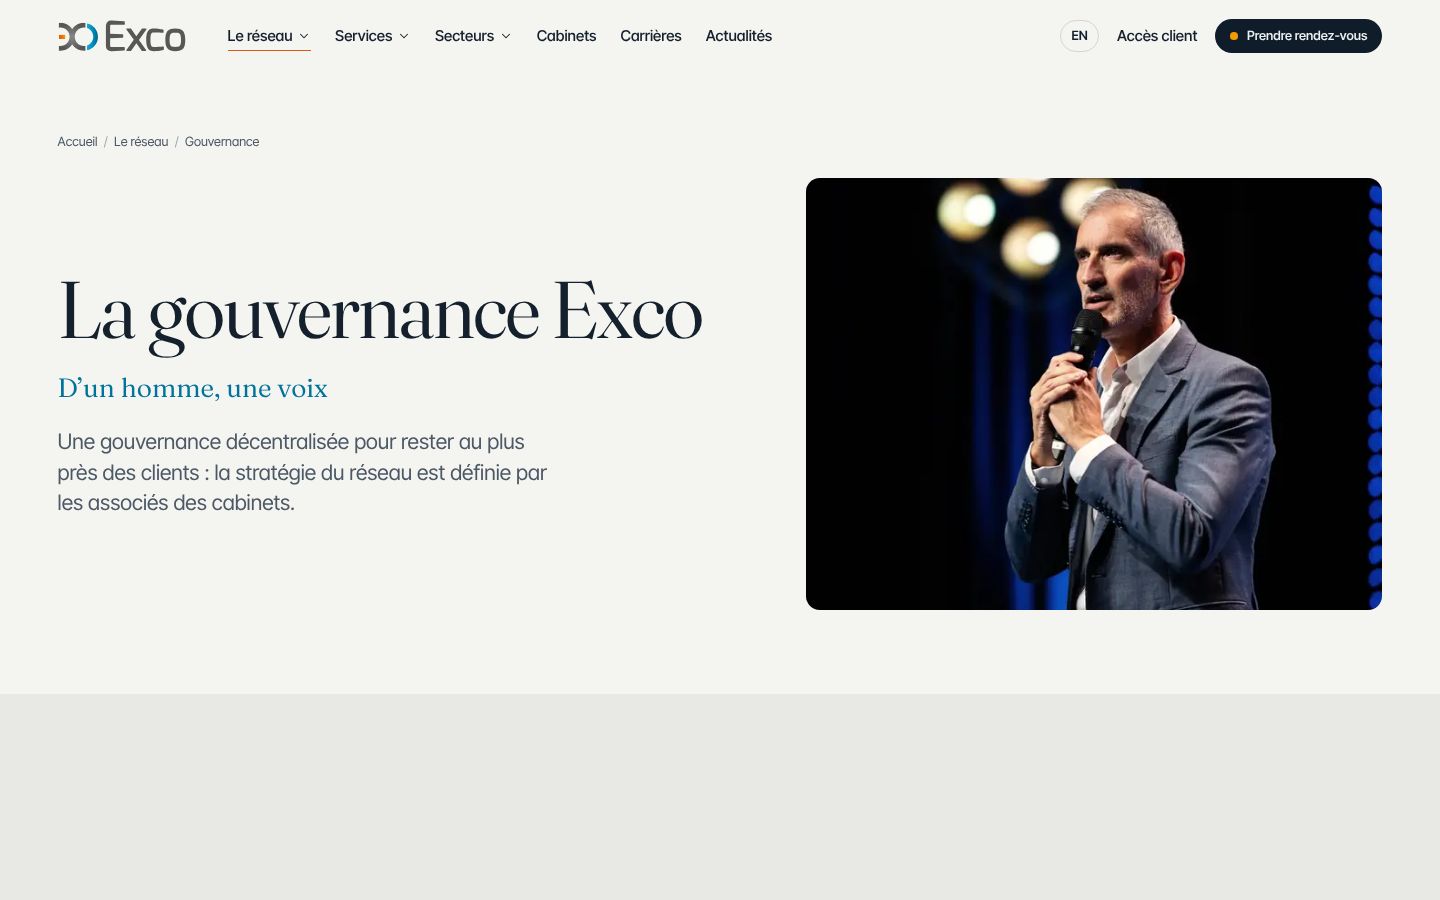 Exco
Le réseau
Services
Secteurs
Cabinets
Carrières
Actualités
EN
Accès client
Prendre rendez-vous
Accueil / Le réseau / Gouvernance
La gouvernance Exco
D’un homme, une voix
Une gouvernance décentralisée pour rester au plus
près des clients : la stratégie du réseau est définie par
les associés des cabinets.